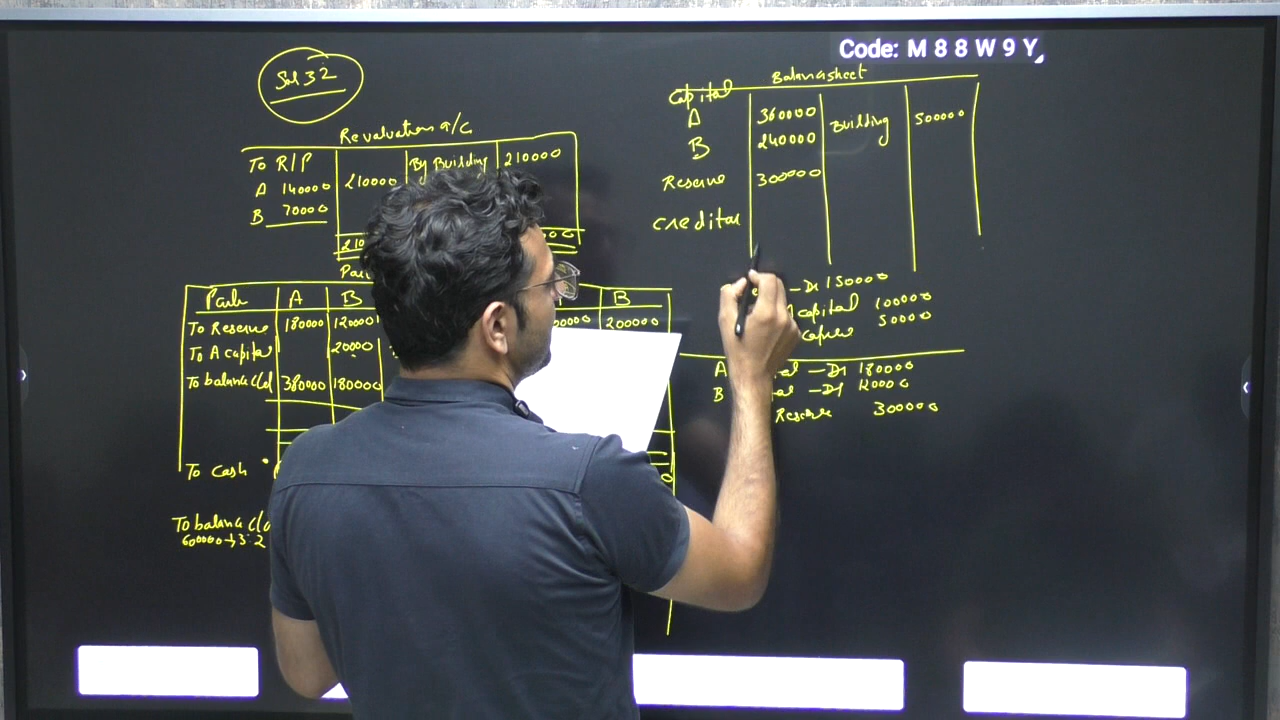 Code: M 8 8 W 9 Y
Sol 32
Revaluation a/c
To R/P 210000 By Building 210000
A 140000
B 70000
Balance sheet
Capital
A 360000 Building 500000
B 240000
Reserve 300000
Creditor
Parti A B B
To Reserve 180000 120000 200000
To A capital 20000
To balance c/d 380000 180000
To Cash
To balance c/d
600000→3:2
Dr 150000
capital 100000
50000
A Dr 180000
B Dr 120000
Reserve 300000